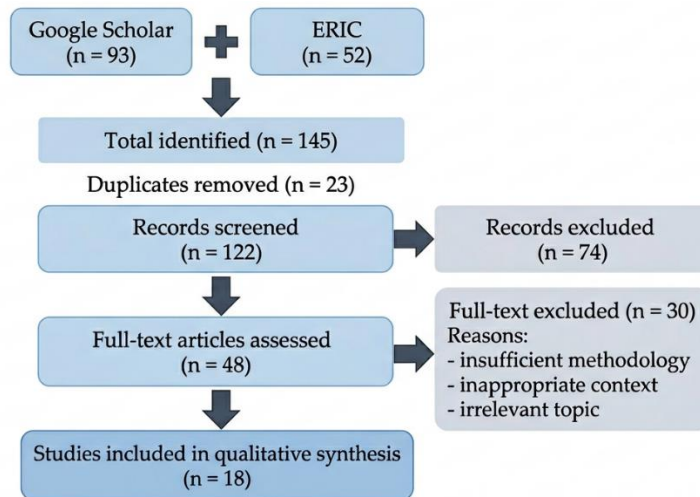 Google Scholar
(n = 93)
ERIC
(n = 52)
Total identified (n = 145)
Duplicates removed (n = 23)
Records screened
(n = 122)
Records excluded
(n = 74)
Full-text articles assessed
(n = 48)
Full-text excluded (n = 30)
Reasons:
- insufficient methodology
- inappropriate context
- irrelevant topic
Studies included in qualitative synthesis
(n = 18)